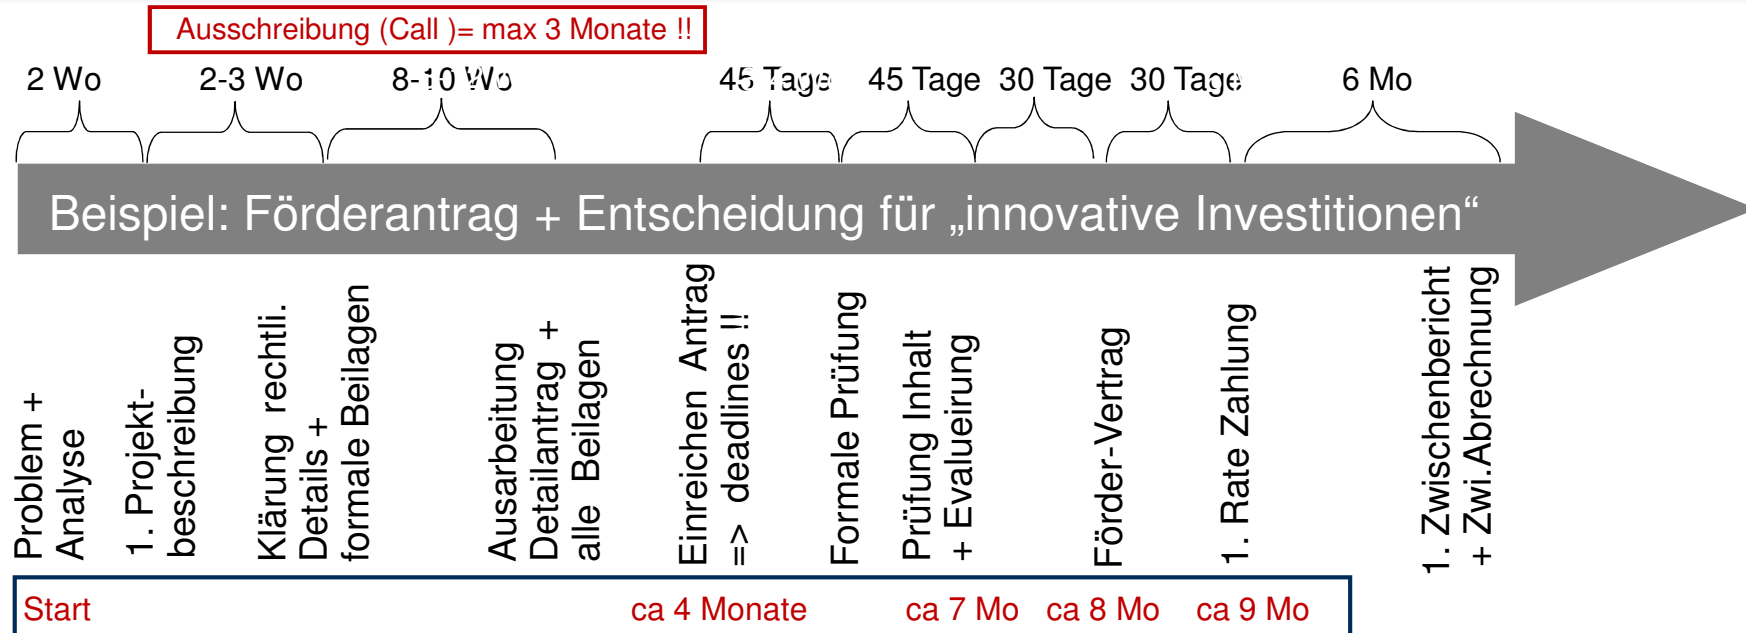 Ausschreibung (Call )= max 3 Monate !!
2 Wo
2-3 Wo
8-10 Wo
45 Tage
45 Tage
30 Tage
30 Tage
6 Mo
Beispiel: Förderantrag + Entscheidung für „innovative Investitionen“
Problem +
Analyse
1. Projekt-
beschreibung
Klärung rechtli.
Details +
formale Beilagen
Ausarbeitung
Detailantrag +
alle Beilagen
Einreichen Antrag
=> deadlines !!
Formale Prüfung
Prüfung Inhalt
+ Evalueirung
Förder-Vertrag
1. Rate Zahlung
1. Zwischenbericht
+ Zwi.Abrechnung
Start
ca 4 Monate
ca 7 Mo
ca 8 Mo
ca 9 Mo